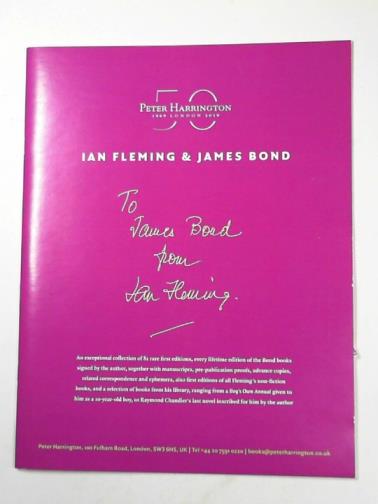 50
PETER HARRINGTON
1969 LONDON 2019
IAN FLEMING & JAMES BOND
To
James Bond
from
Ian Fleming.
An exceptional collection of 82 rare first editions, every lifetime edition of the Bond books
signed by the author, together with manuscripts, pre-publication proofs, advance copies,
related correspondence and ephemera, also first editions of all Fleming's non-fiction
books, and a selection of books from his library, ranging from a Boy's Own Annual given to
him as a 10-year-old boy, to Raymond Chandler's last novel inscribed for him by the author
Peter Harrington, 100 Fulham Road, London, SW3 6HS, UK | Tel +44 20 7591 0220 | books@peterharrington.co.uk